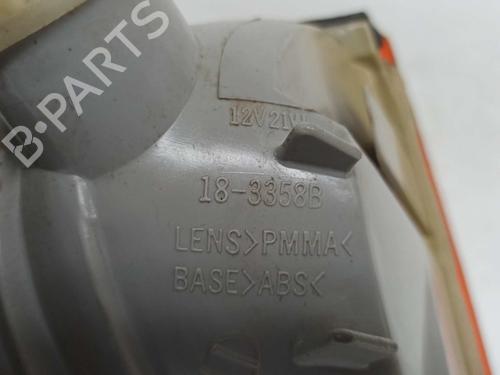 12V21W
18-3358B
LENS>PMMA<
BASE>ABS<
B-PARTS